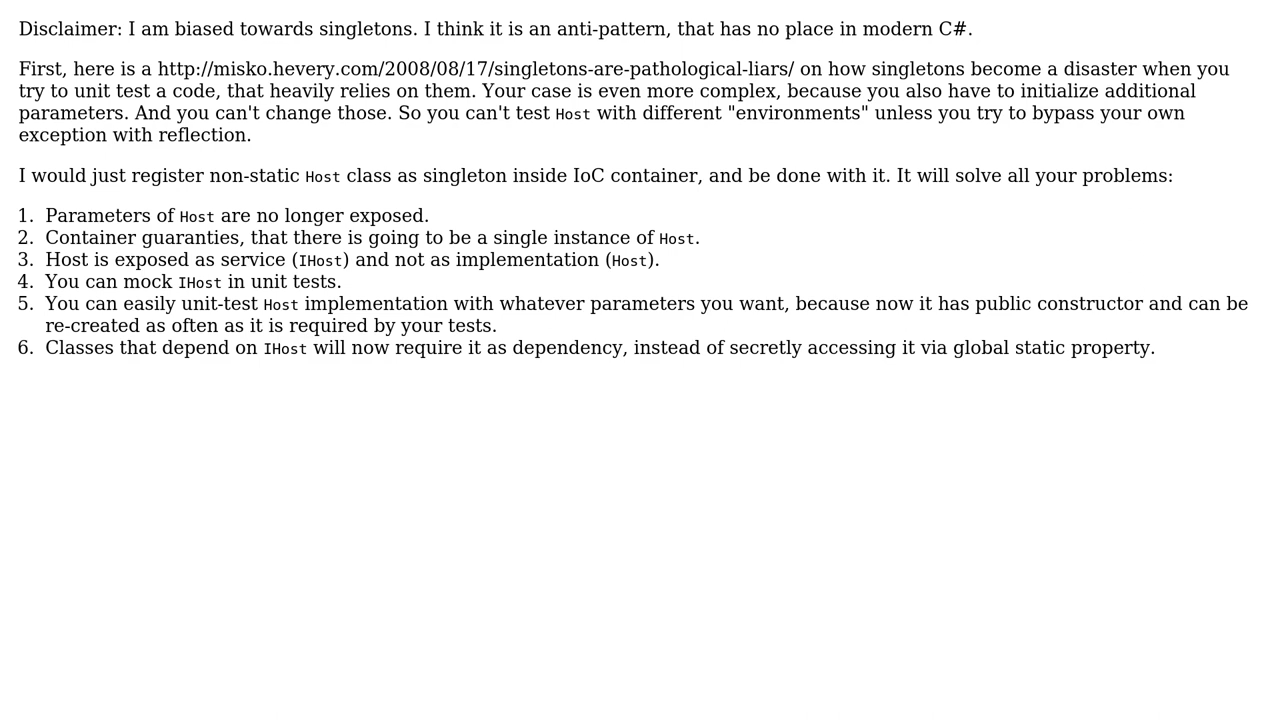 Disclaimer: I am biased towards singletons. I think it is an anti-pattern, that has no place in modern C#.
First, here is a http://misko.hevery.com/2008/08/17/singletons-are-pathological-liars/ on how singletons become a disaster when you
try to unit test a code, that heavily relies on them. Your case is even more complex, because you also have to initialize additional
parameters. And you can't change those. So you can't test Host with different "environments" unless you try to bypass your own
exception with reflection.
I would just register non-static Host class as singleton inside IoC container, and be done with it. It will solve all your problems:
1. Parameters of Host are no longer exposed.
2. Container guaranties, that there is going to be a single instance of Host.
3. Host is exposed as service (IHost) and not as implementation (Host).
4. You can mock IHost in unit tests.
5. You can easily unit-test Host implementation with whatever parameters you want, because now it has public constructor and can be
re-created as often as it is required by your tests.
6. Classes that depend on IHost will now require it as dependency, instead of secretly accessing it via global static property.